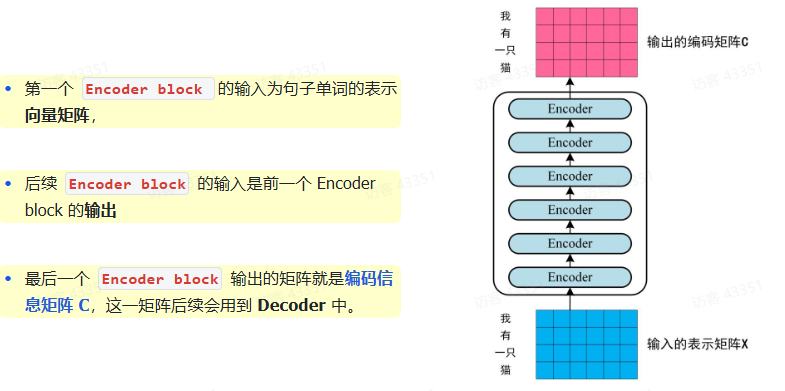 第一个 Encoder block 的输入为句子单词的表示
向量矩阵,
后续 Encoder block 的输入是前一个 Encoder
block 的输出
最后一个 Encoder block 输出的矩阵就是编码信
息矩阵 C，这一矩阵后续会用到 Decoder 中。
我
有
一只
猫
输出的编码矩阵C
Encoder
Encoder
Encoder
Encoder
Encoder
Encoder
我
有
一只
猫
输入的表示矩阵X
访客 43351
访客 43351
访客 43351
访客 43351
访客 43351